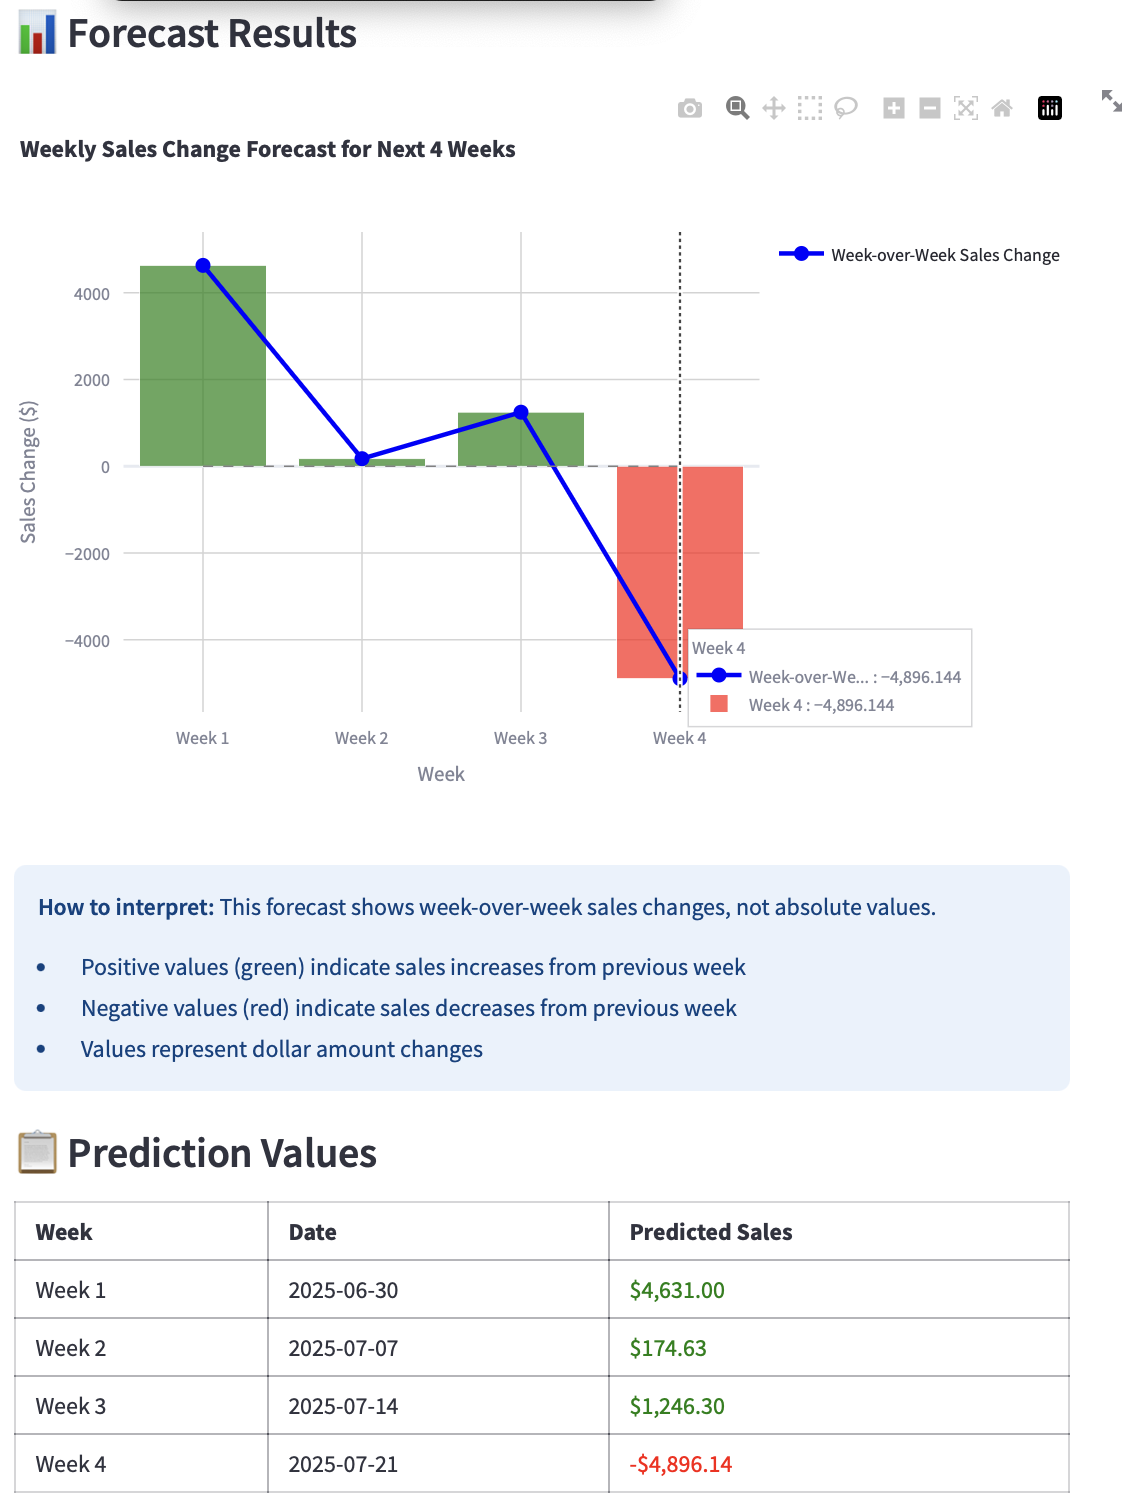 Forecast Results
Weekly Sales Change Forecast for Next 4 Weeks
Week-over-Week Sales Change
4000
2000
0
−2000
−4000
Sales Change ($)
Week 4
Week-over-We... : −4,896.144
Week 4 : −4,896.144
Week 1
Week 2
Week 3
Week 4
Week
How to interpret: This forecast shows week-over-week sales changes, not absolute values.
• Positive values (green) indicate sales increases from previous week
• Negative values (red) indicate sales decreases from previous week
• Values represent dollar amount changes
Prediction Values
Week Date Predicted Sales
Week 1 2025-06-30 $4,631.00
Week 2 2025-07-07 $174.63
Week 3 2025-07-14 $1,246.30
Week 4 2025-07-21 -$4,896.14